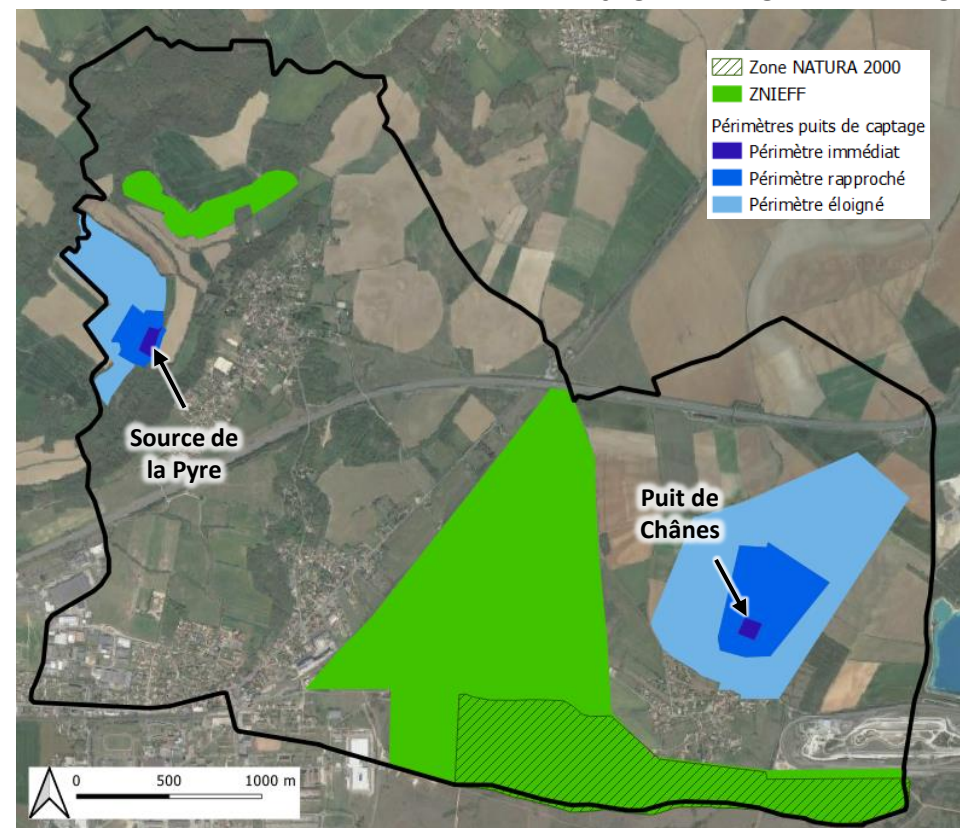 Zone NATURA 2000
ZNIEFF
Périmètres puits de captage
Périmètre immédiat
Périmètre rapproché
Périmètre éloigné
Source de
la Pyre
Puit de
Chânes
0 500 1000 m